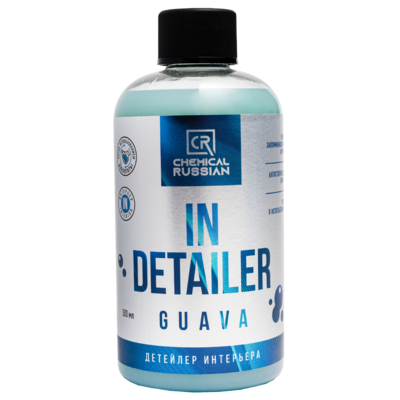 CR
CHEMICAL
RUSSIAN
IN
DETAILER
GUAVA
500 мл
ДЕТЕЙЛЕР ИНТЕРЬЕРА